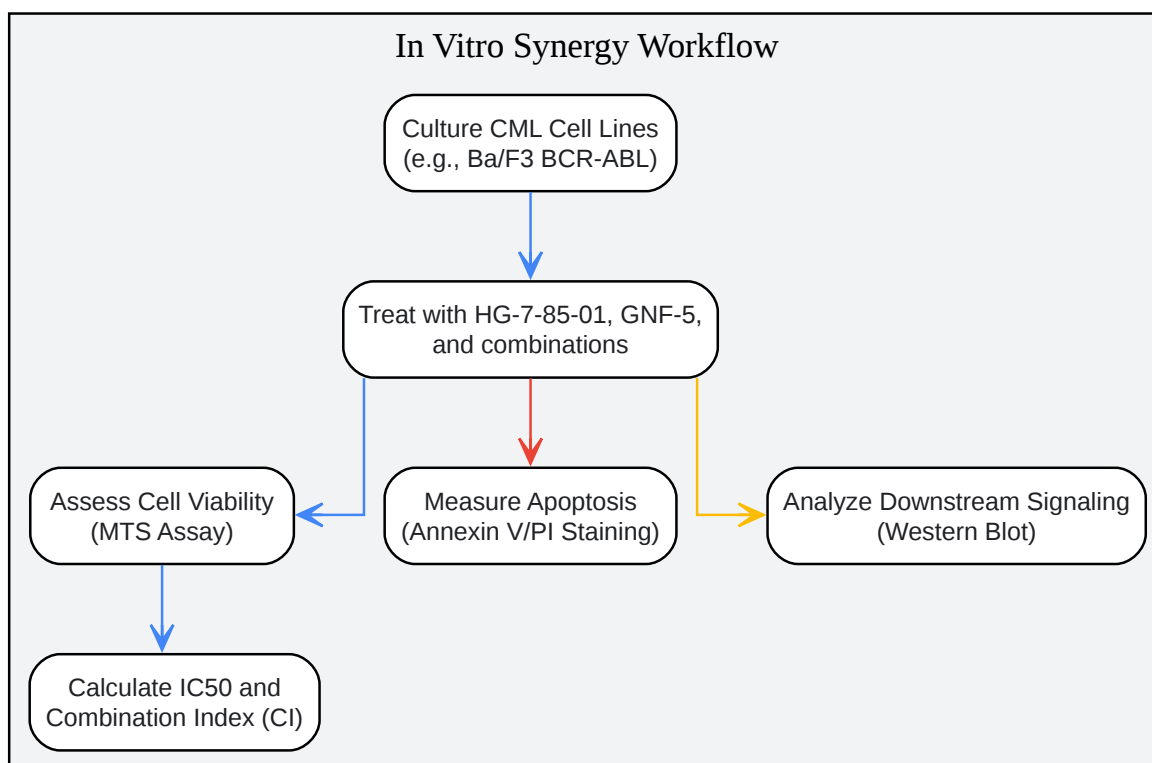 In Vitro Synergy Workflow
Culture CML Cell Lines
(e.g., Ba/F3 BCR-ABL)
Treat with HG-7-85-01, GNF-5,
and combinations
Assess Cell Viability
(MTS Assay)
Measure Apoptosis
(Annexin V/PI Staining)
Analyze Downstream Signaling
(Western Blot)
Calculate IC50 and
Combination Index (CI)